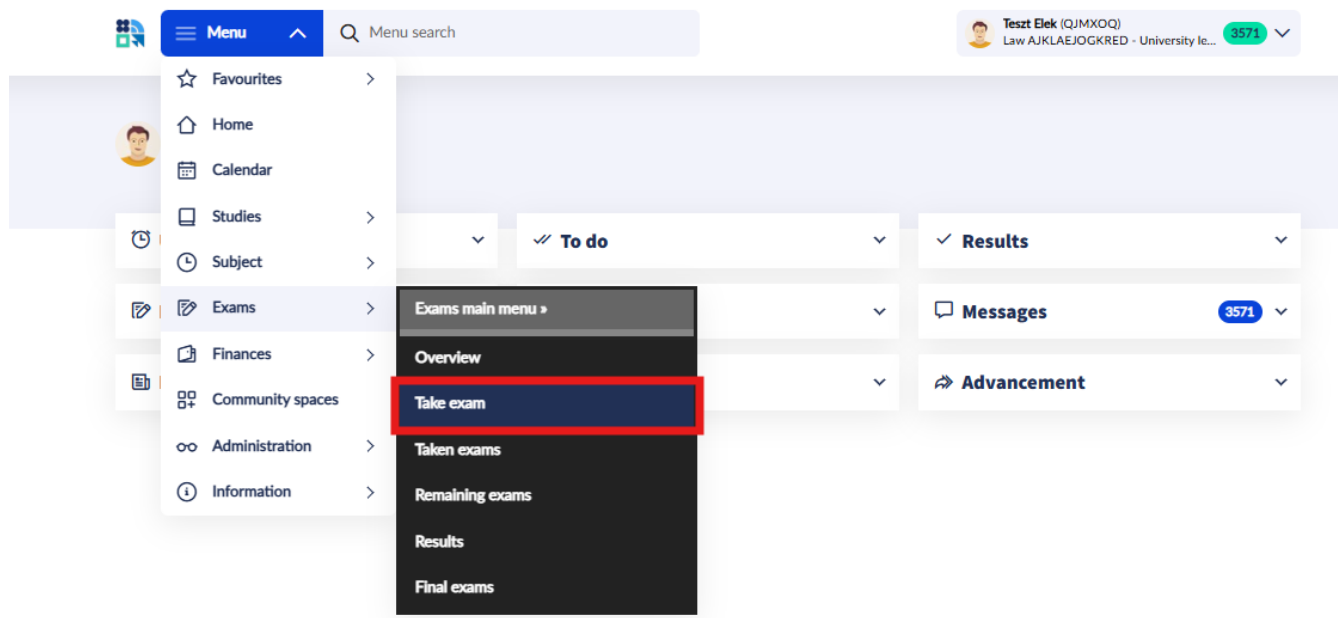 Menu
Menu search
Teszt Elek (QJMXOQ)
Law AJKLAEJOGKRED - University le...
3571
Favourites
Home
Calendar
Studies
Subject
Exams
Finances
Community spaces
Administration
Information
Exams main menu »
Overview
Take exam
Taken exams
Remaining exams
Results
Final exams
To do
Results
Messages
3571
Advancement